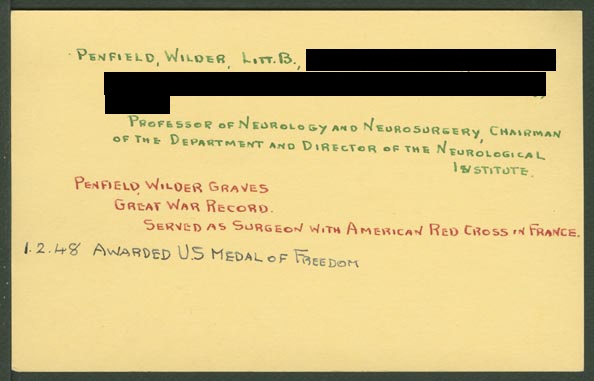 PENFIELD, WILDER, LITT.B.,
PROFESSOR OF NEUROLOGY AND NEUROSURGERY, CHAIRMAN
OF THE DEPARTMENT AND DIRECTOR OF THE NEUROLOGICAL
INSTITUTE.
PENFIELD, WILDER GRAVES
GREAT WAR RECORD.
SERVED AS SURGEON WITH AMERICAN RED CROSS IN FRANCE.
1.2.48 AWARDED U.S MEDAL OF FREEDOM